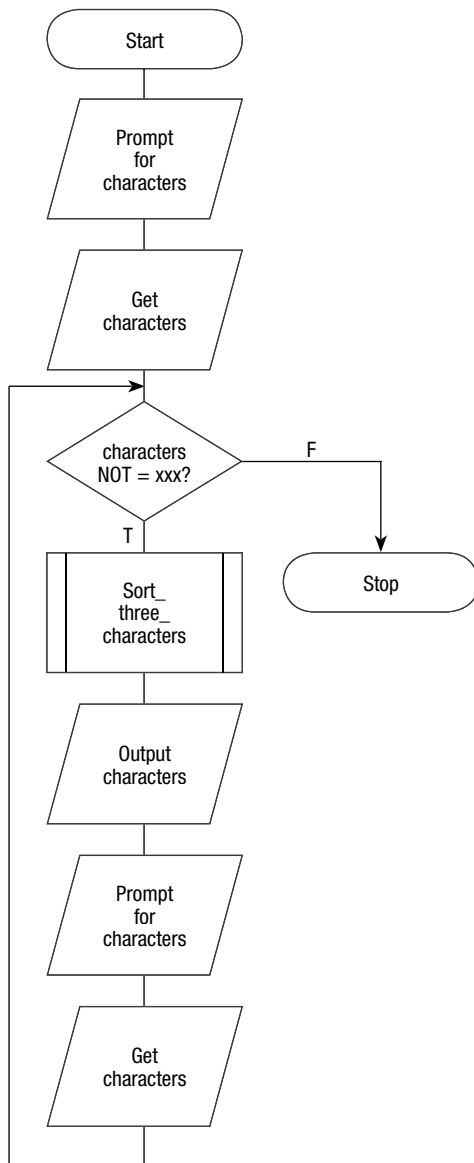 Start
Prompt
for
characters
Get
characters
characters
NOT = xxx?
F
T
Stop
Sort_
three_
characters
Output
characters
Prompt
for
characters
Get
characters